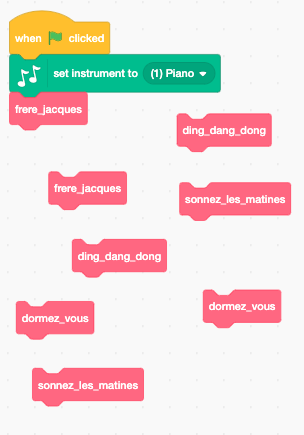 when clicked
set instrument to (1) Piano
frere_jacques
ding_dang_dong
frere_jacques
sonnez_les_matines
ding_dang_dong
dormez_vous
dormez_vous
sonnez_les_matines